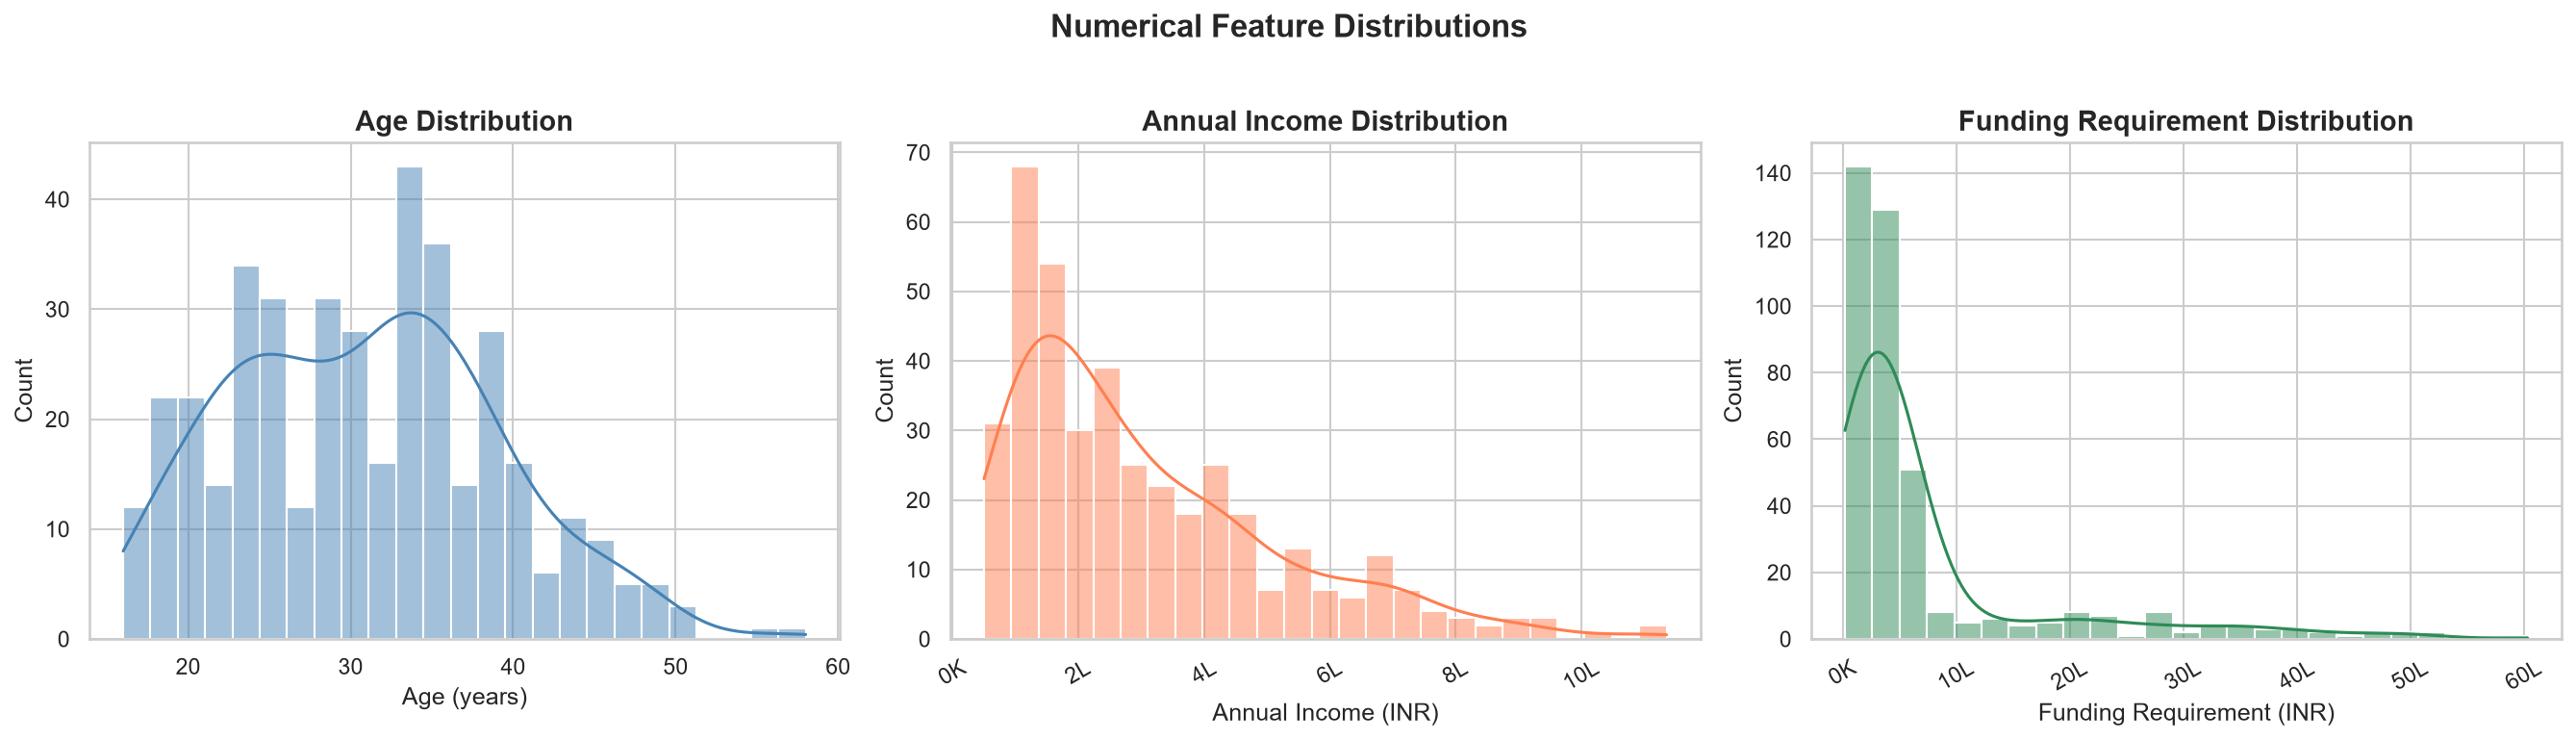 Numerical Feature Distributions
Age Distribution
40
30
20
10
0
Count
20 30 40 50 60
Age (years)
Annual Income Distribution
70
60
50
40
30
20
10
0
Count
0K 2L 4L 6L 8L 10L
Annual Income (INR)
Funding Requirement Distribution
140
120
100
80
60
40
20
0
Count
0K 10L 20L 30L 40L 50L 60L
Funding Requirement (INR)